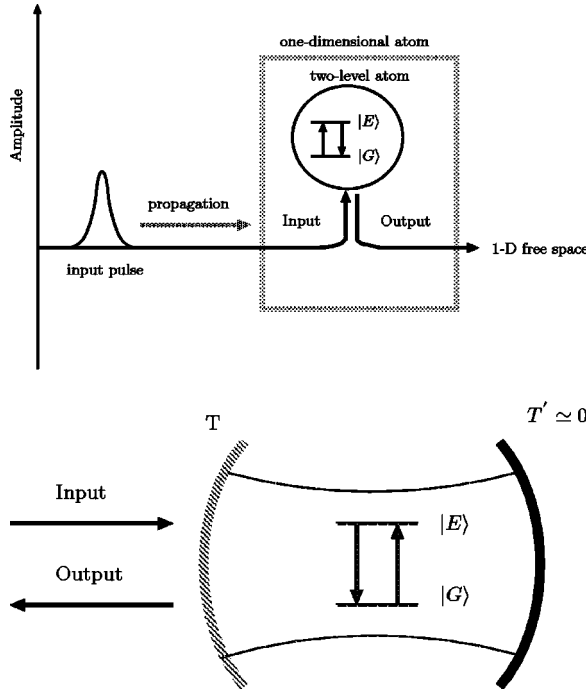 one-dimensional atom
two-level atom
|E⟩
|G⟩
Amplitude
propagation
Input
Output
input pulse
1-D free space
T
T′ ≃ 0
Input
|E⟩
Output
|G⟩